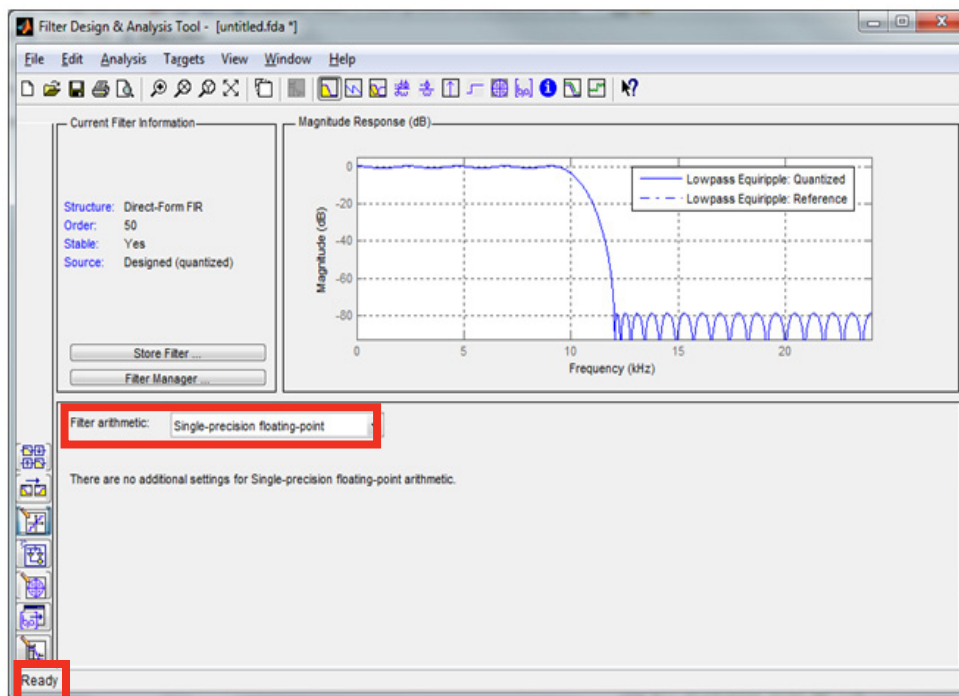 Filter Design & Analysis Tool - [untitled.fda *]
File Edit Analysis Targets View Window Help
Current Filter Information
Structure: Direct-Form FIR
Order: 50
Stable: Yes
Source: Designed (quantized)
Store Filter ...
Filter Manager ...
Magnitude Response (dB)
Magnitude (dB)
0
-20
-40
-60
-80
Lowpass Equiripple: Quantized
Lowpass Equiripple: Reference
0 5 10 15 20
Frequency (kHz)
Filter arithmetic: Single-precision floating-point
There are no additional settings for Single-precision floating-point arithmetic.
Ready